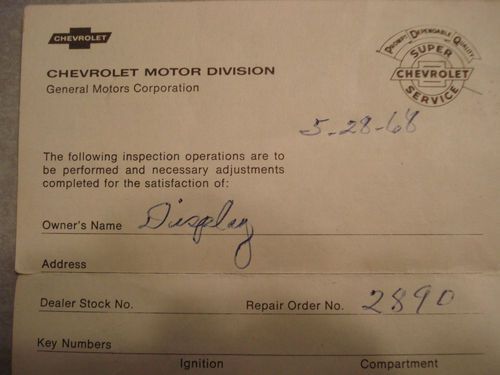 CHEVROLET
PROMPT DEPENDABLE QUALITY
SUPER
CHEVROLET
SERVICE
CHEVROLET MOTOR DIVISION
General Motors Corporation
5-28-68
The following inspection operations are to
be performed and necessary adjustments
completed for the satisfaction of:
Owner's Name Display
Address
Dealer Stock No. Repair Order No. 2890
Key Numbers
Ignition Compartment